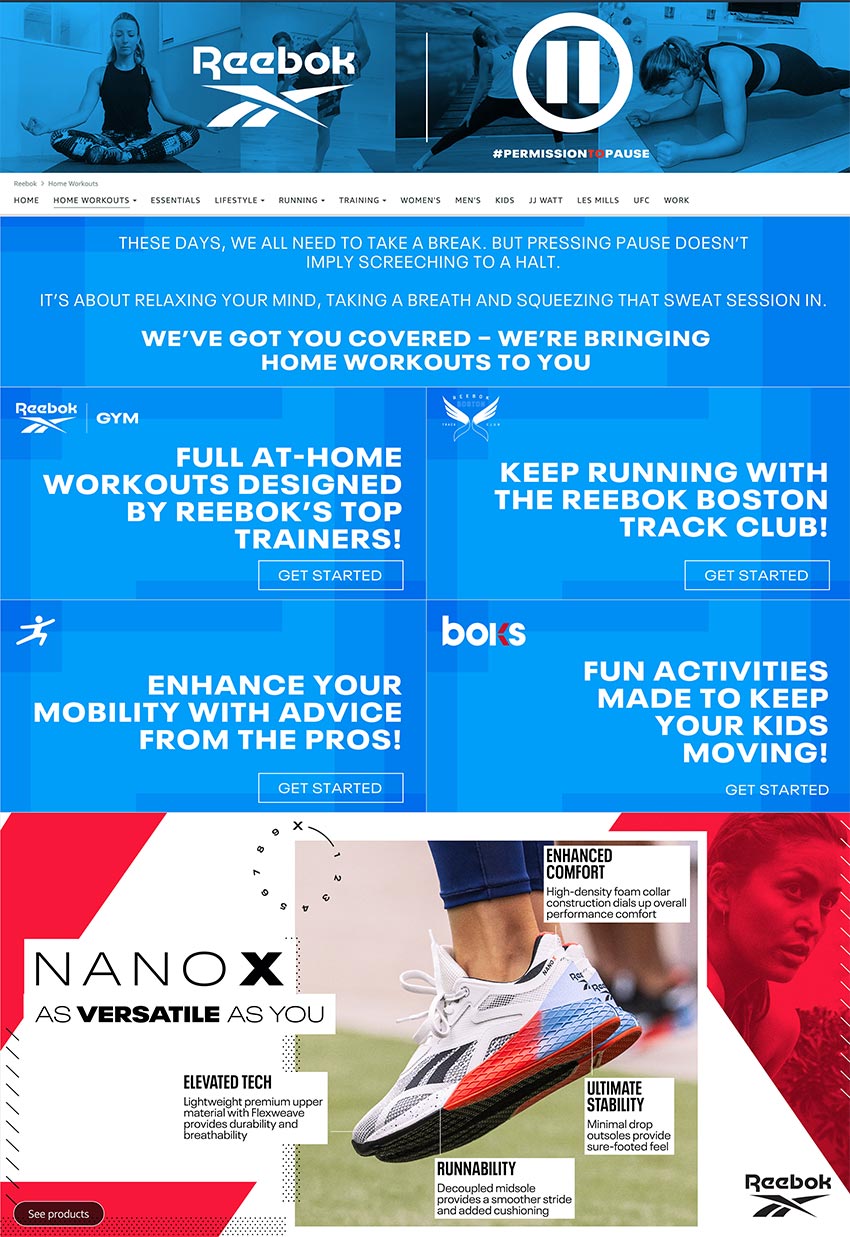 Reebok
#PERMISSIONTOPAUSE
Reebok > Home Workouts
HOME HOME WORKOUTS ESSENTIALS LIFESTYLE RUNNING TRAINING WOMEN'S MEN'S KIDS JJ WATT LES MILLS UFC WORK
THESE DAYS, WE ALL NEED TO TAKE A BREAK. BUT PRESSING PAUSE DOESN'T
IMPLY SCREECHING TO A HALT.
IT'S ABOUT RELAXING YOUR MIND, TAKING A BREATH AND SQUEEZING THAT SWEAT SESSION IN.
WE'VE GOT YOU COVERED – WE'RE BRINGING
HOME WORKOUTS TO YOU
Reebok GYM
FULL AT-HOME
WORKOUTS DESIGNED
BY REEBOK'S TOP
TRAINERS!
GET STARTED
REEBOK
BOSTON
TRACK CLUB
KEEP RUNNING WITH
THE REEBOK BOSTON
TRACK CLUB!
GET STARTED
ENHANCE YOUR
MOBILITY WITH ADVICE
FROM THE PROS!
GET STARTED
boks
FUN ACTIVITIES
MADE TO KEEP
YOUR KIDS
MOVING!
GET STARTED
X 1 2 3 4 5 6 7 8 9
NANO X
AS VERSATILE AS YOU
ENHANCED
COMFORT
High-density foam collar
construction dials up overall
performance comfort
NANO X
Reebok
ELEVATED TECH
Lightweight premium upper
material with Flexweave
provides durability and
breathability
ULTIMATE
STABILITY
Minimal drop
outsoles provide
sure-footed feel
RUNNABILITY
Decoupled midsole
provides a smoother stride
and added cushioning
See products
Reebok